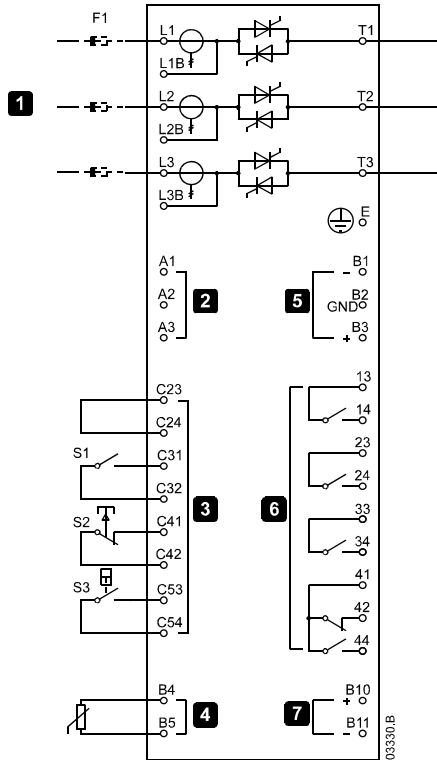 F1
L1
T1
L1B
1
L2
T2
L2B
L3
T3
L3B
E
A1
B1
-
A2
2
5
GND
B2
A3
+
B3
C23
13
C24
14
S1
C31
23
C32
24
3
6
S2
C41
33
C42
34
S3
C53
41
42
C54
44
B4
+
B10
4
7
B5
-
B11
03330.B